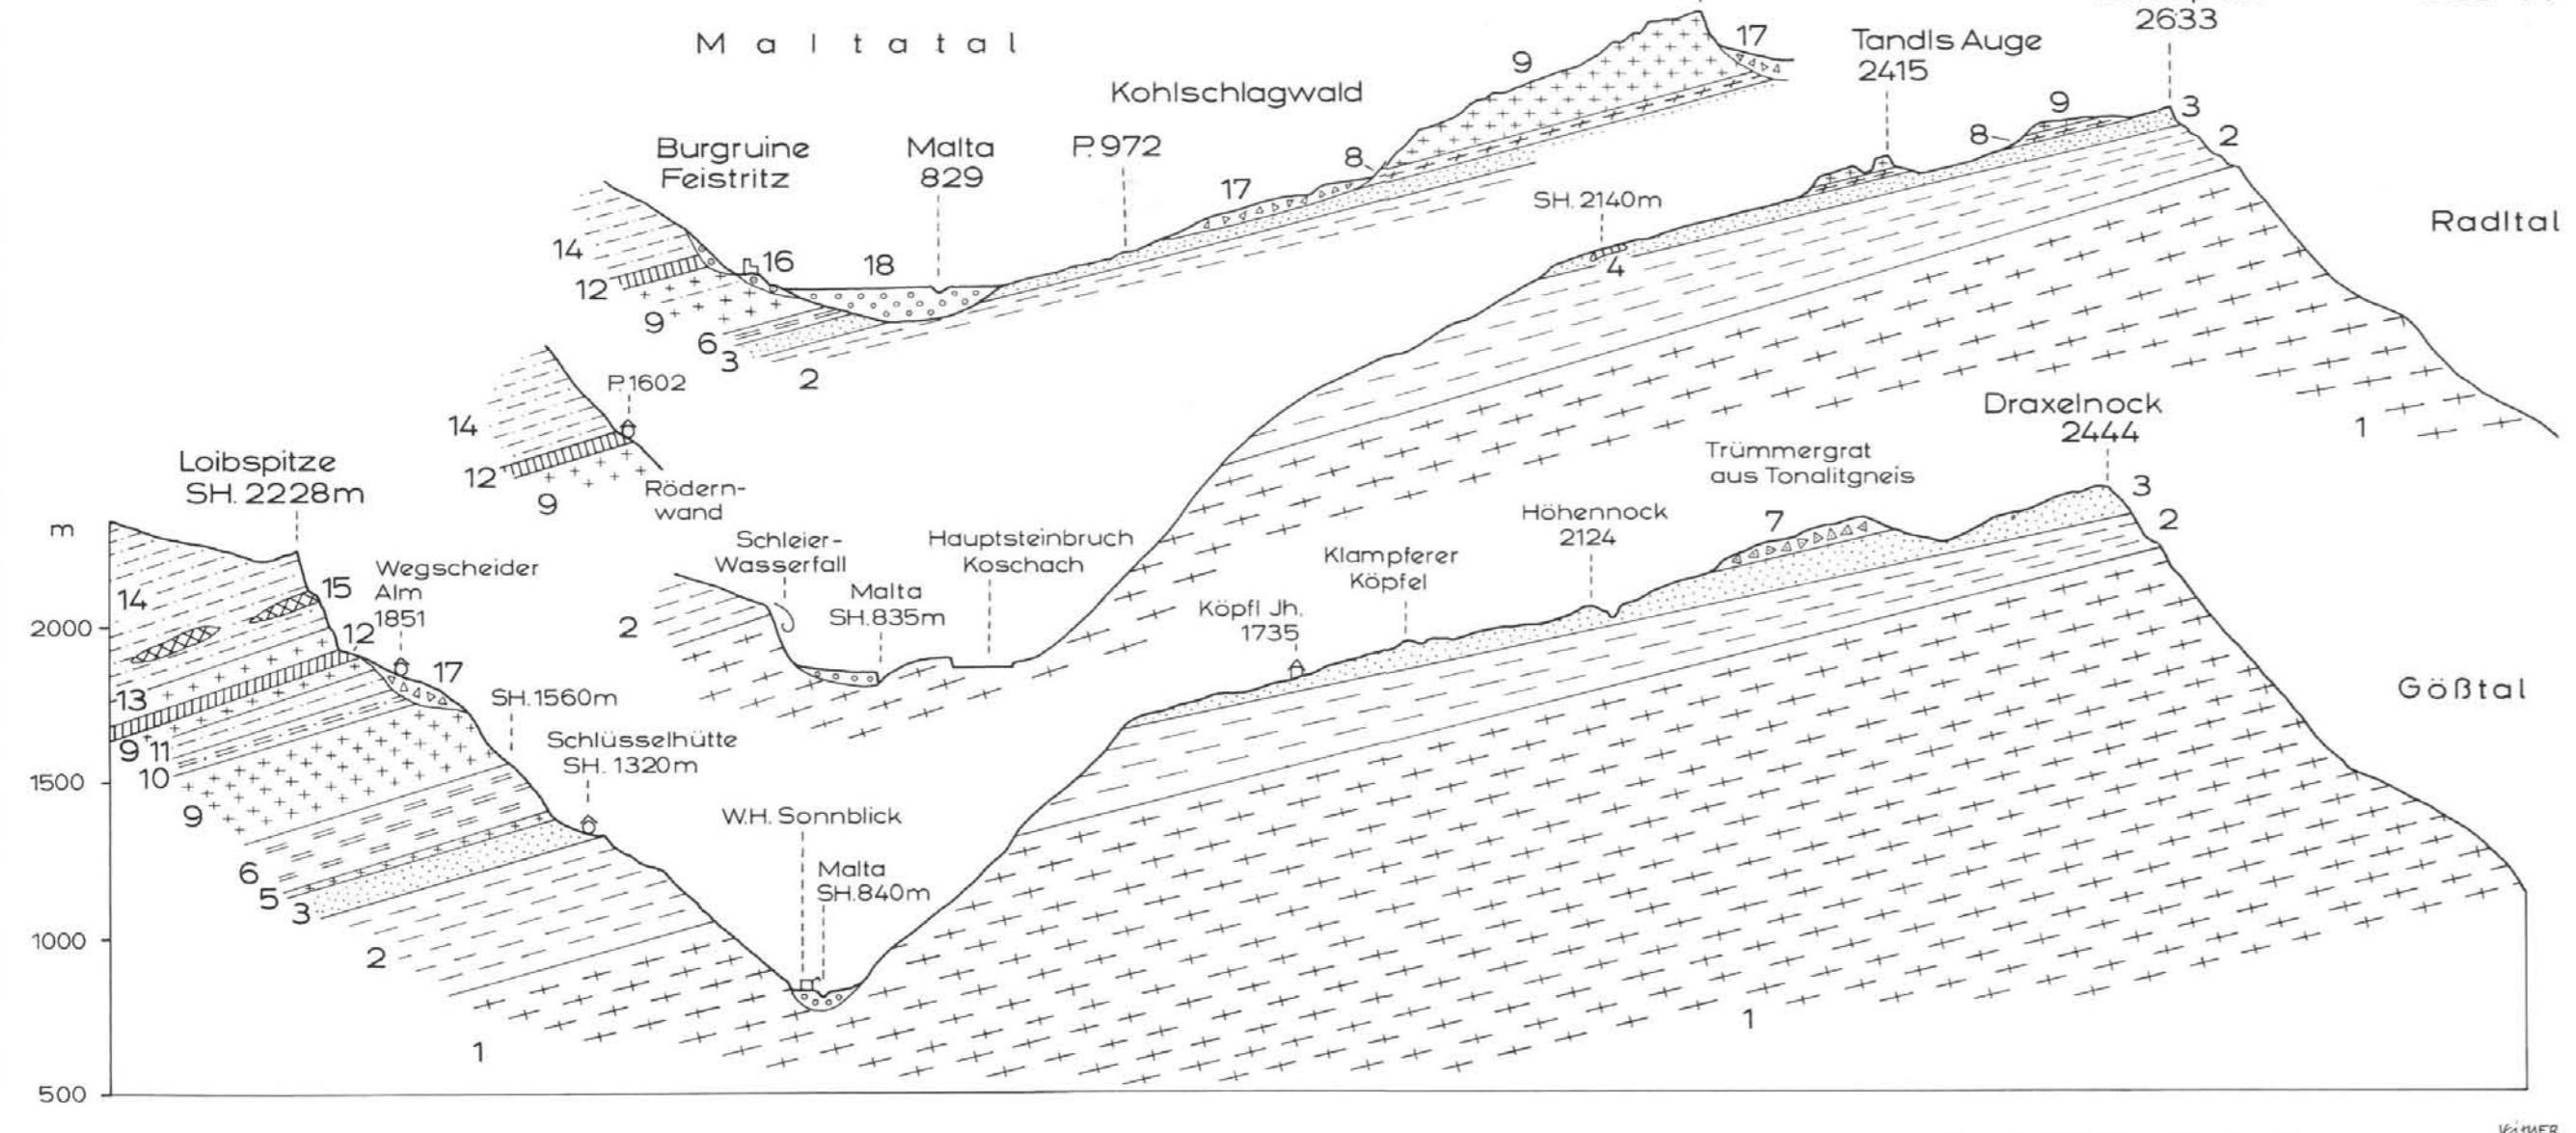 2633
Maltatal
17
Tandls Auge
2415
9
Kohlschlagwald
9
3
Burgruine
Feistritz
Malta
829
P.972
8
8
2
17
SH. 2140m
Radltal
14
16
18
4
12
9
6
3
2
P.1602
Draxelnock
2444
1
14
Trümmergrat
aus Tonalitgneis
Loibspitze
SH. 2228m
12
9
Rödern-
wand
3
Höhennock
2124
7
2
m
Schleier-
Wasserfall
Hauptsteinbruch
Koschach
Klampferer
Köpfel
Wegscheider
Alm
1851
14
15
Malta
SH.835m
Köpfl Jh.
1735
2000
12
2
17
Gößtal
13
SH.1560m
9
11
Schlüsselhütte
SH. 1320m
10
1500
9
W.H. Sonnblick
6
Malta
SH.840m
5
3
1000
2
1
1
500